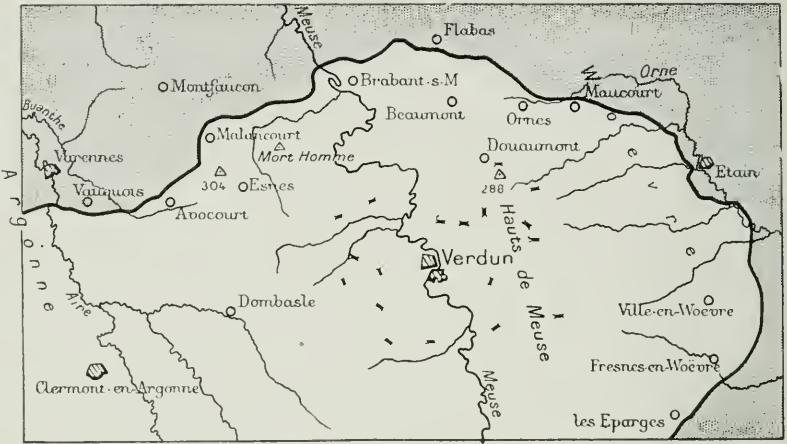 Meuse
Flabas
Montfaucon
Brabant·s·M
Orne
Maucourt
Beaumont
Ornes
Buanthe
Malancourt
Mort Homme
Douaumont
Varennes
304
Esnes
288
Etain
Vauquois
Avocourt
Argonne
Woevre
Hauts de Meuse
Verdun
Aire
Dombasle
Ville-en-Woëvre
Clermont-en-Argonne
Meuse
Fresnes-en-Woëvre
les Eparges